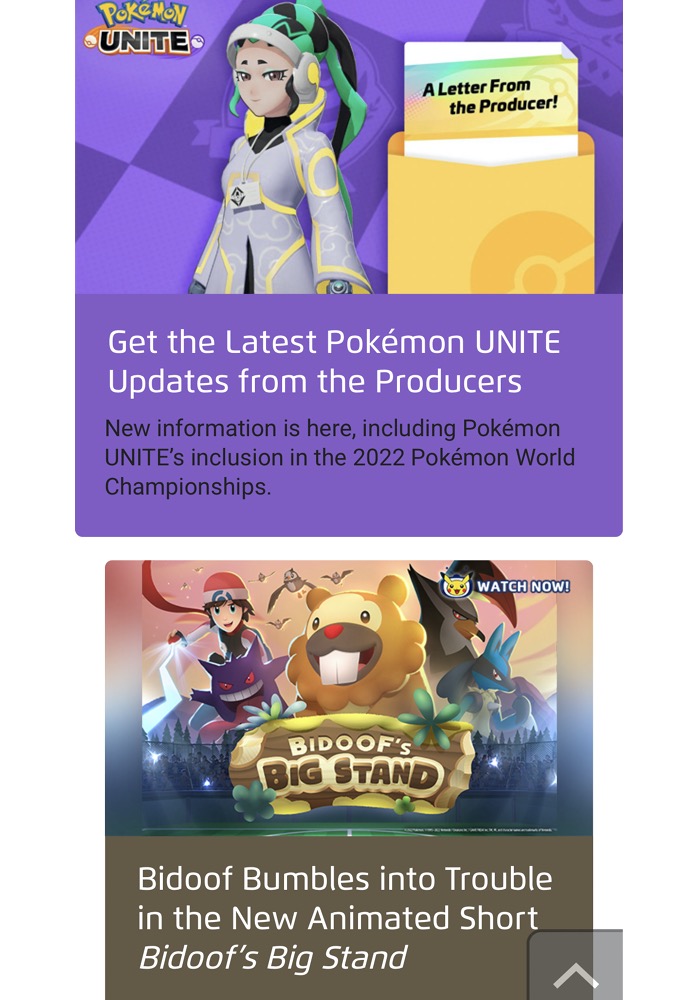 Pokémon
UNITE
A Letter From
the Producer!
Get the Latest Pokémon UNITE
Updates from the Producers
New information is here, including Pokémon
UNITE’s inclusion in the 2022 Pokémon World
Championships.
WATCH NOW!
BIDOOF'S
BIG STAND
Bidoof Bumbles into Trouble
in the New Animated Short
Bidoof’s Big Stand